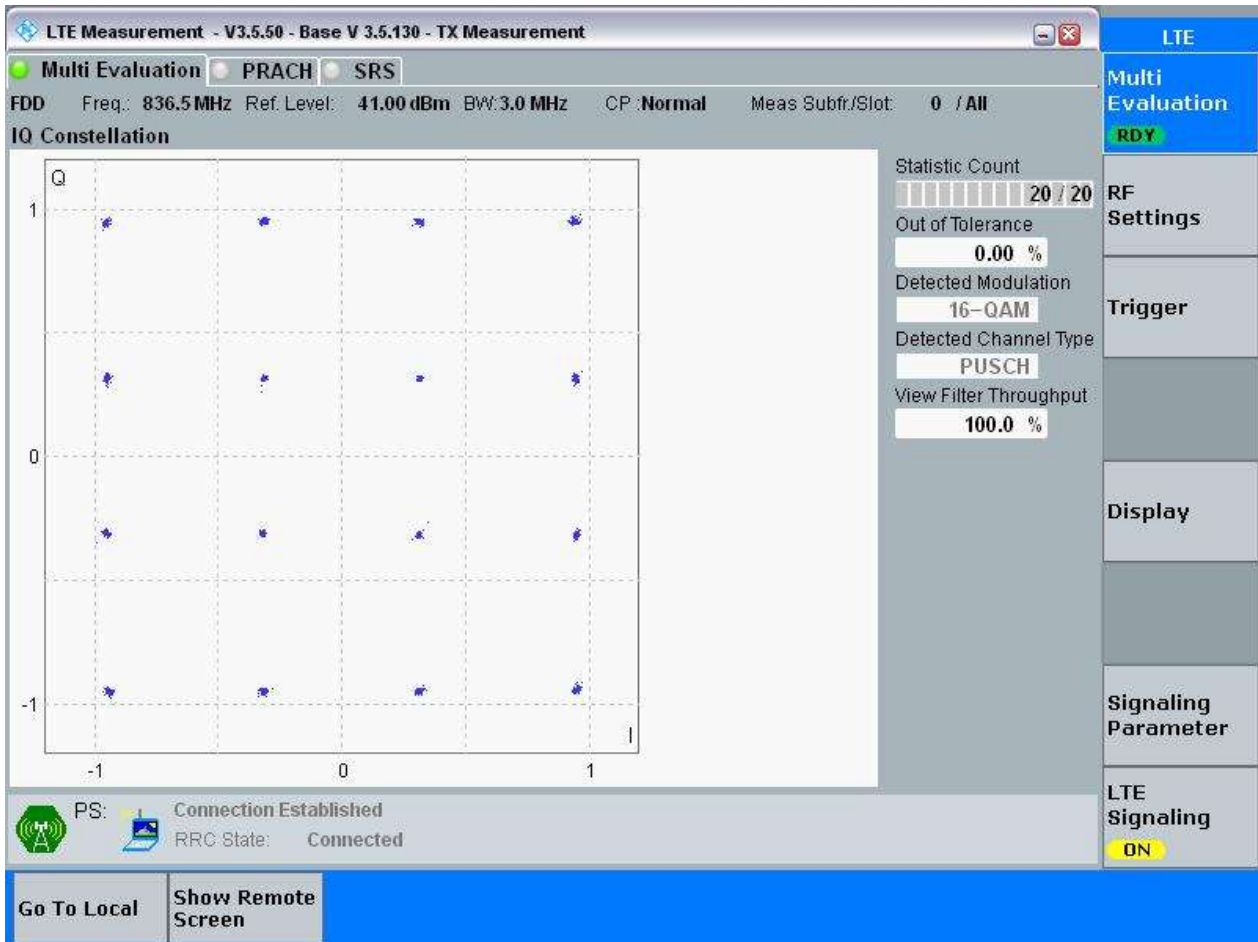 LTE Measurement - V3.5.50 - Base V 3.5.130 - TX Measurement
LTE
Multi Evaluation PRACH SRS
Multi
Evaluation
RDY
FDD Freq.: 836.5 MHz Ref. Level: 41.00 dBm BW:3.0 MHz CP :Normal Meas Subfr./Slot: 0 / All
IQ Constellation
Q
1
0
-1
-1 0 1
I
Statistic Count
20 / 20
Out of Tolerance
0.00 %
Detected Modulation
16-QAM
Detected Channel Type
PUSCH
View Filter Throughput
100.0 %
RF
Settings
Trigger
Display
Signaling
Parameter
LTE
Signaling
ON
PS: Connection Established
RRC State: Connected
Go To Local
Show Remote
Screen